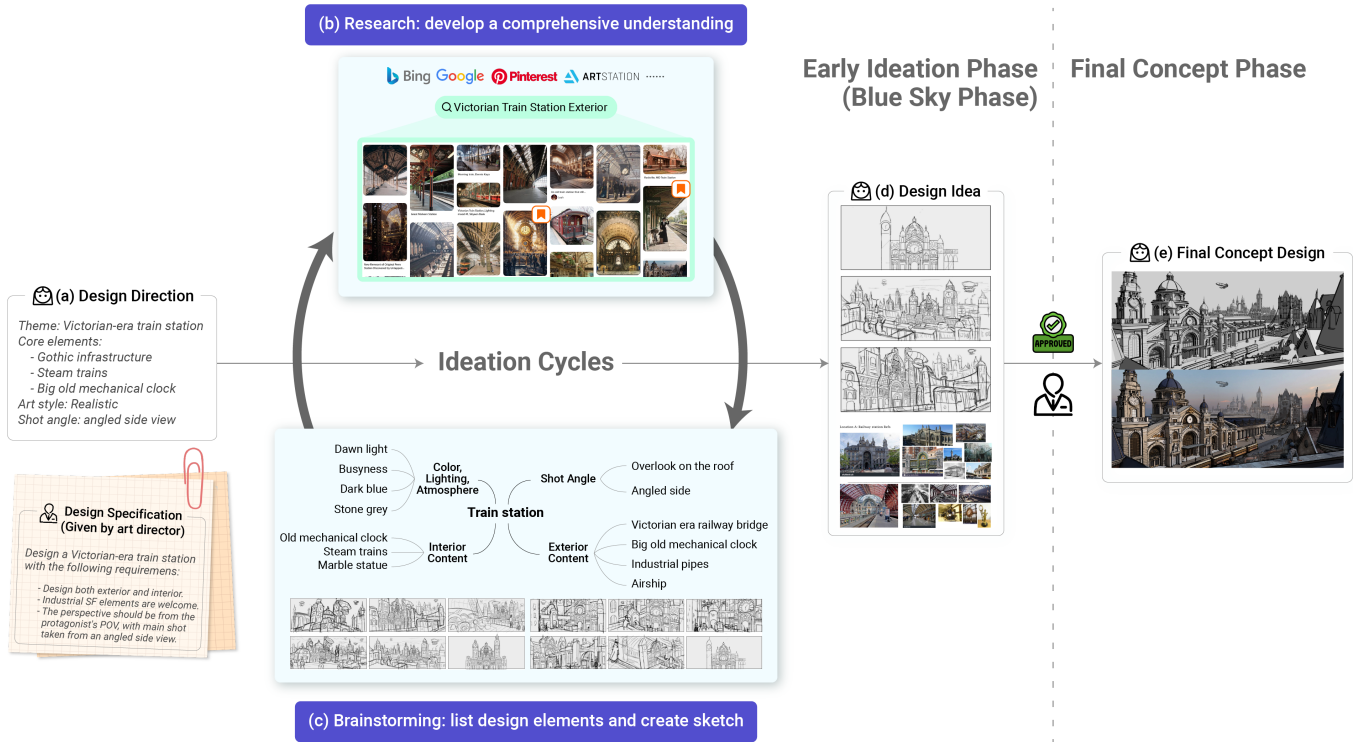 (b) Research: develop a comprehensive understanding
Bing Google Pinterest ARTSTATION ······
Victorian Train Station Exterior
Early Ideation Phase
(Blue Sky Phase)
Final Concept Phase
(a) Design Direction
Theme: Victorian-era train station
Core elements:
- Gothic infrastructure
- Steam trains
- Big old mechanical clock
Art style: Realistic
Shot angle: angled side view
Design Specification
(Given by art director)
Design a Victorian-era train station
with the following requiremens:
- Design both exterior and interior.
- Industrial SF elements are welcome.
- The perspective should be from the
protagonist's POV, with main shot
taken from an angled side view.
Ideation Cycles
Dawn light
Busyness
Dark blue
Stone grey
Color,
Lighting,
Atmosphere
Train station
Old mechanical clock
Steam trains
Marble statue
Interior
Content
Shot Angle
Overlook on the roof
Angled side
Exterior
Content
Victorian era railway bridge
Big old mechanical clock
Industrial pipes
Airship
(c) Brainstorming: list design elements and create sketch
(d) Design Idea
APPROVED
(e) Final Concept Design